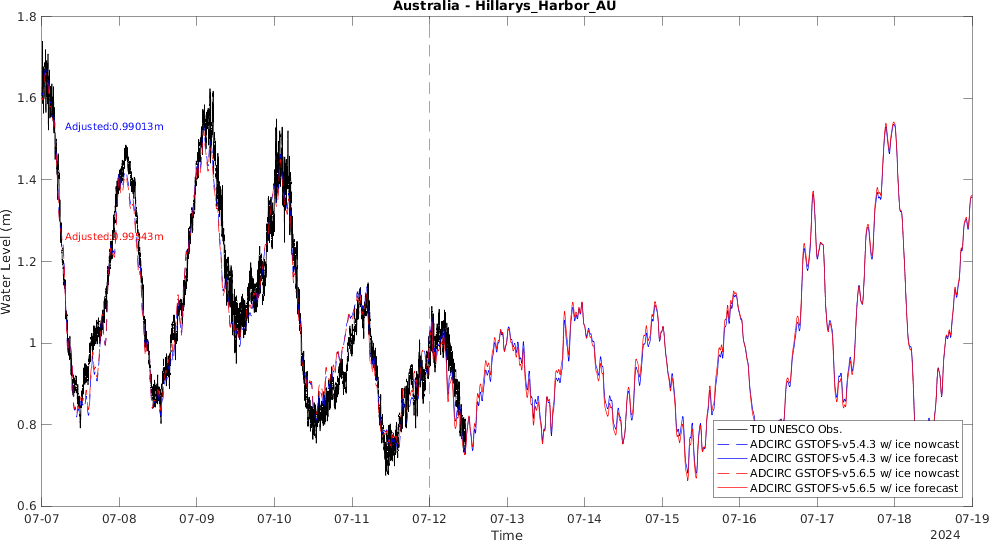 Australia - Hillarys_Harbor_AU
1.8
1.6
1.4
1.2
1
0.8
0.6
Water Level (m)
Adjusted:0.99013m
TD UNESCO Obs.
ADCIRC GSTOFS-v5.4.3 w/ ice nowcast
ADCIRC GSTOFS-v5.4.3 w/ ice forecast
ADCIRC GSTOFS-v5.6.5 w/ ice nowcast
ADCIRC GSTOFS-v5.6.5 w/ ice forecast
07-07 07-08 07-09 07-10 07-11 07-12 07-13 07-14 07-15 07-16 07-17 07-18 07-19
Time
2024